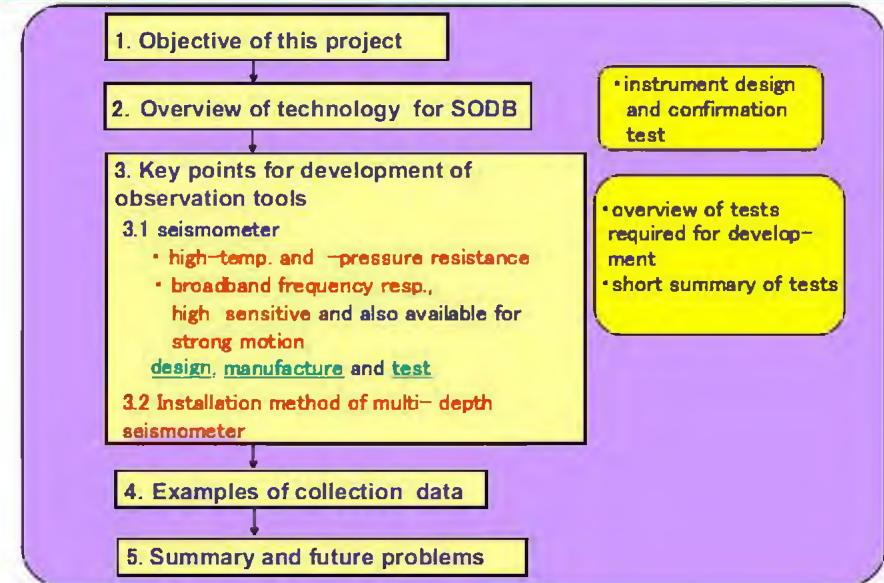 1. Objective of this project
2. Overview of technology for SODB
3. Key points for development of
observation tools
3.1 seismometer
・high-temp. and -pressure resistance
・broadband frequency resp.,
high sensitive and also available for
strong motion
design, manufacture and test
3.2 Installation method of multi- depth
seismometer
4. Examples of collection data
5. Summary and future problems
・instrument design
and confirmation
test
・overview of tests
required for develop-
ment
・short summary of tests